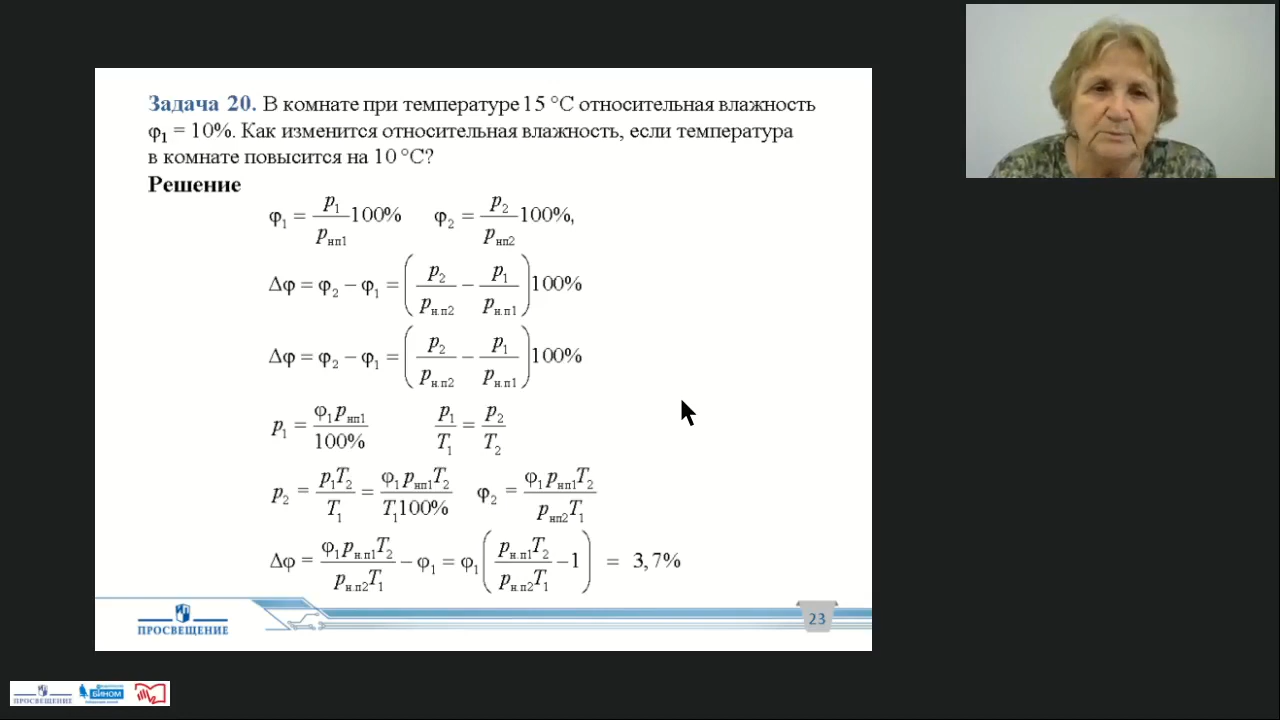 Задача 20. В комнате при температуре 15 °C относительная влажность
φ₁ = 10%. Как изменится относительная влажность, если температура
в комнате повысится на 10 °C?
Решение
φ₁ = p₁/pнп1 100% φ₂ = p₂/pнп2 100%,
Δφ = φ₂ − φ₁ = (p₂/pн.п2 − p₁/pн.п1) 100%
Δφ = φ₂ − φ₁ = (p₂/pн.п2 − p₁/pн.п1) 100%
p₁ = φ₁pнп1/100% p₁/T₁ = p₂/T₂
p₂ = p₁T₂/T₁ = φ₁pнп1T₂/T₁100% φ₂ = φ₁pнп1T₂/pнп2T₁
Δφ = φ₁pн.п1T₂/pн.п2T₁ − φ₁ = φ₁(pн.п1T₂/pн.п2T₁ − 1) = 3,7%
ПРОСВЕЩЕНИЕ
23
ПРОСВЕЩЕНИЕ
БИНОМ